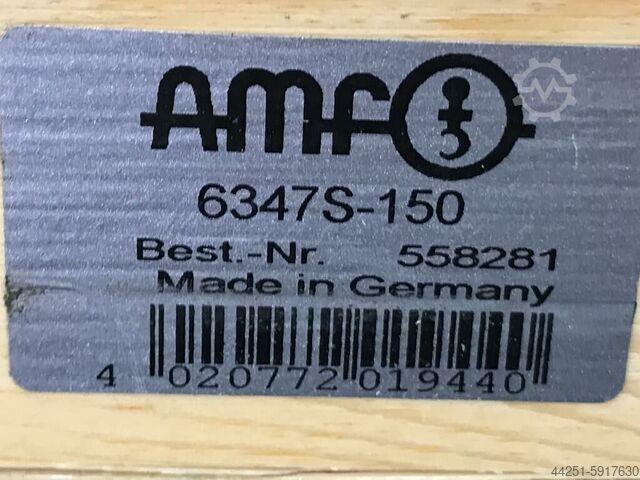 AMF
6347S-150
Best.-Nr. 558281
Made in Germany
4 020772 019440
44251-5917630